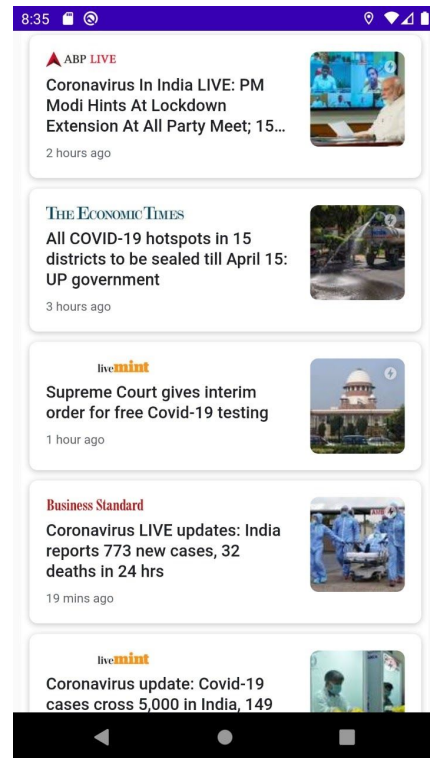 8:35
ABP LIVE
Coronavirus In India LIVE: PM
Modi Hints At Lockdown
Extension At All Party Meet; 15...
2 hours ago
THE ECONOMIC TIMES
All COVID-19 hotspots in 15
districts to be sealed till April 15:
UP government
3 hours ago
livemint
Supreme Court gives interim
order for free Covid-19 testing
1 hour ago
Business Standard
Coronavirus LIVE updates: India
reports 773 new cases, 32
deaths in 24 hrs
19 mins ago
livemint
Coronavirus update: Covid-19
cases cross 5,000 in India, 149